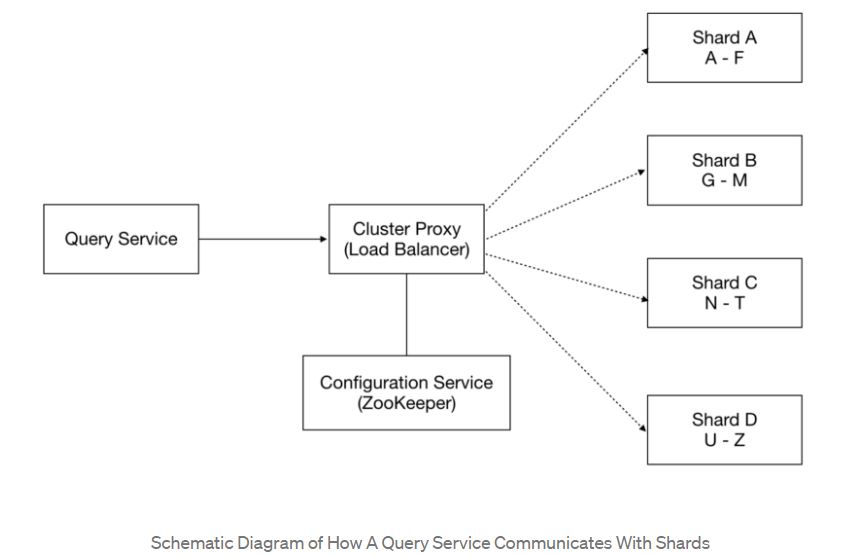 Shard A
A - F
Shard B
G - M
Query Service
Cluster Proxy
(Load Balancer)
Shard C
N - T
Configuration Service
(ZooKeeper)
Shard D
U - Z
Schematic Diagram of How A Query Service Communicates With Shards